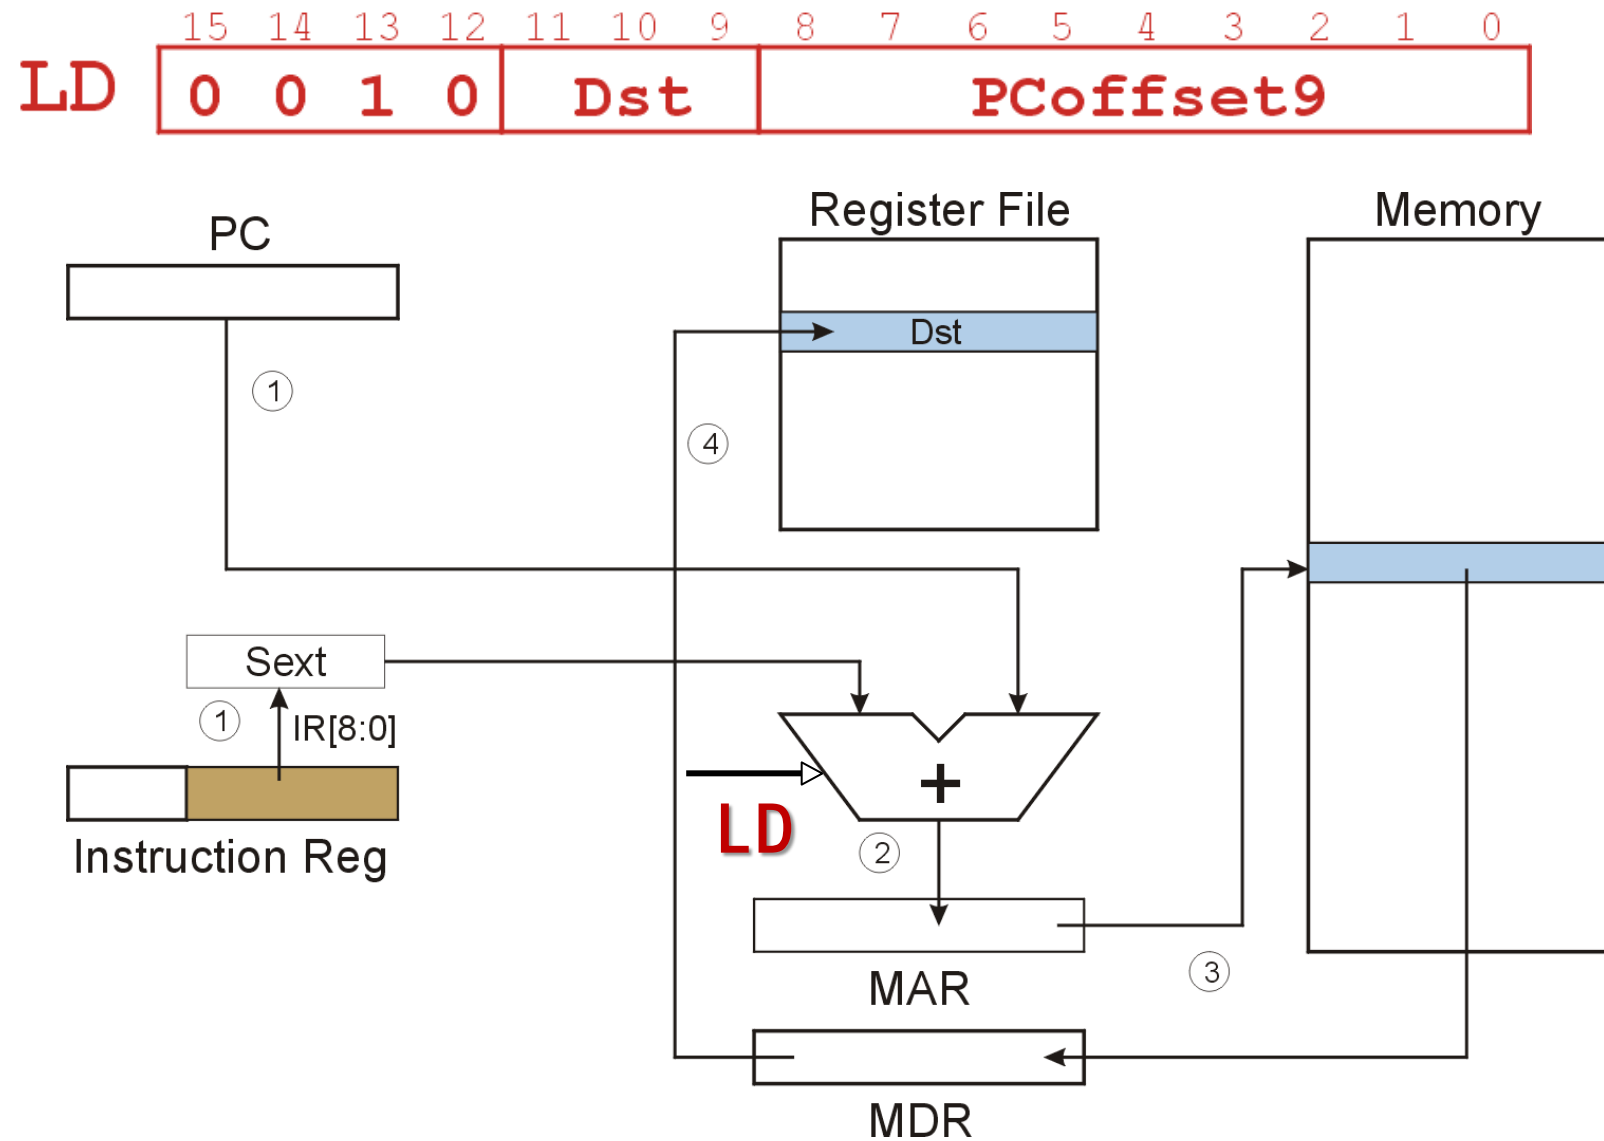 15 14 13 12 11 10 9 8 7 6 5 4 3 2 1 0
LD 0 0 1 0 Dst PCoffset9
Register File Memory
PC
Dst
1
4
Sext
1 IR[8:0]
+
LD
Instruction Reg 2
3
MAR
MDR